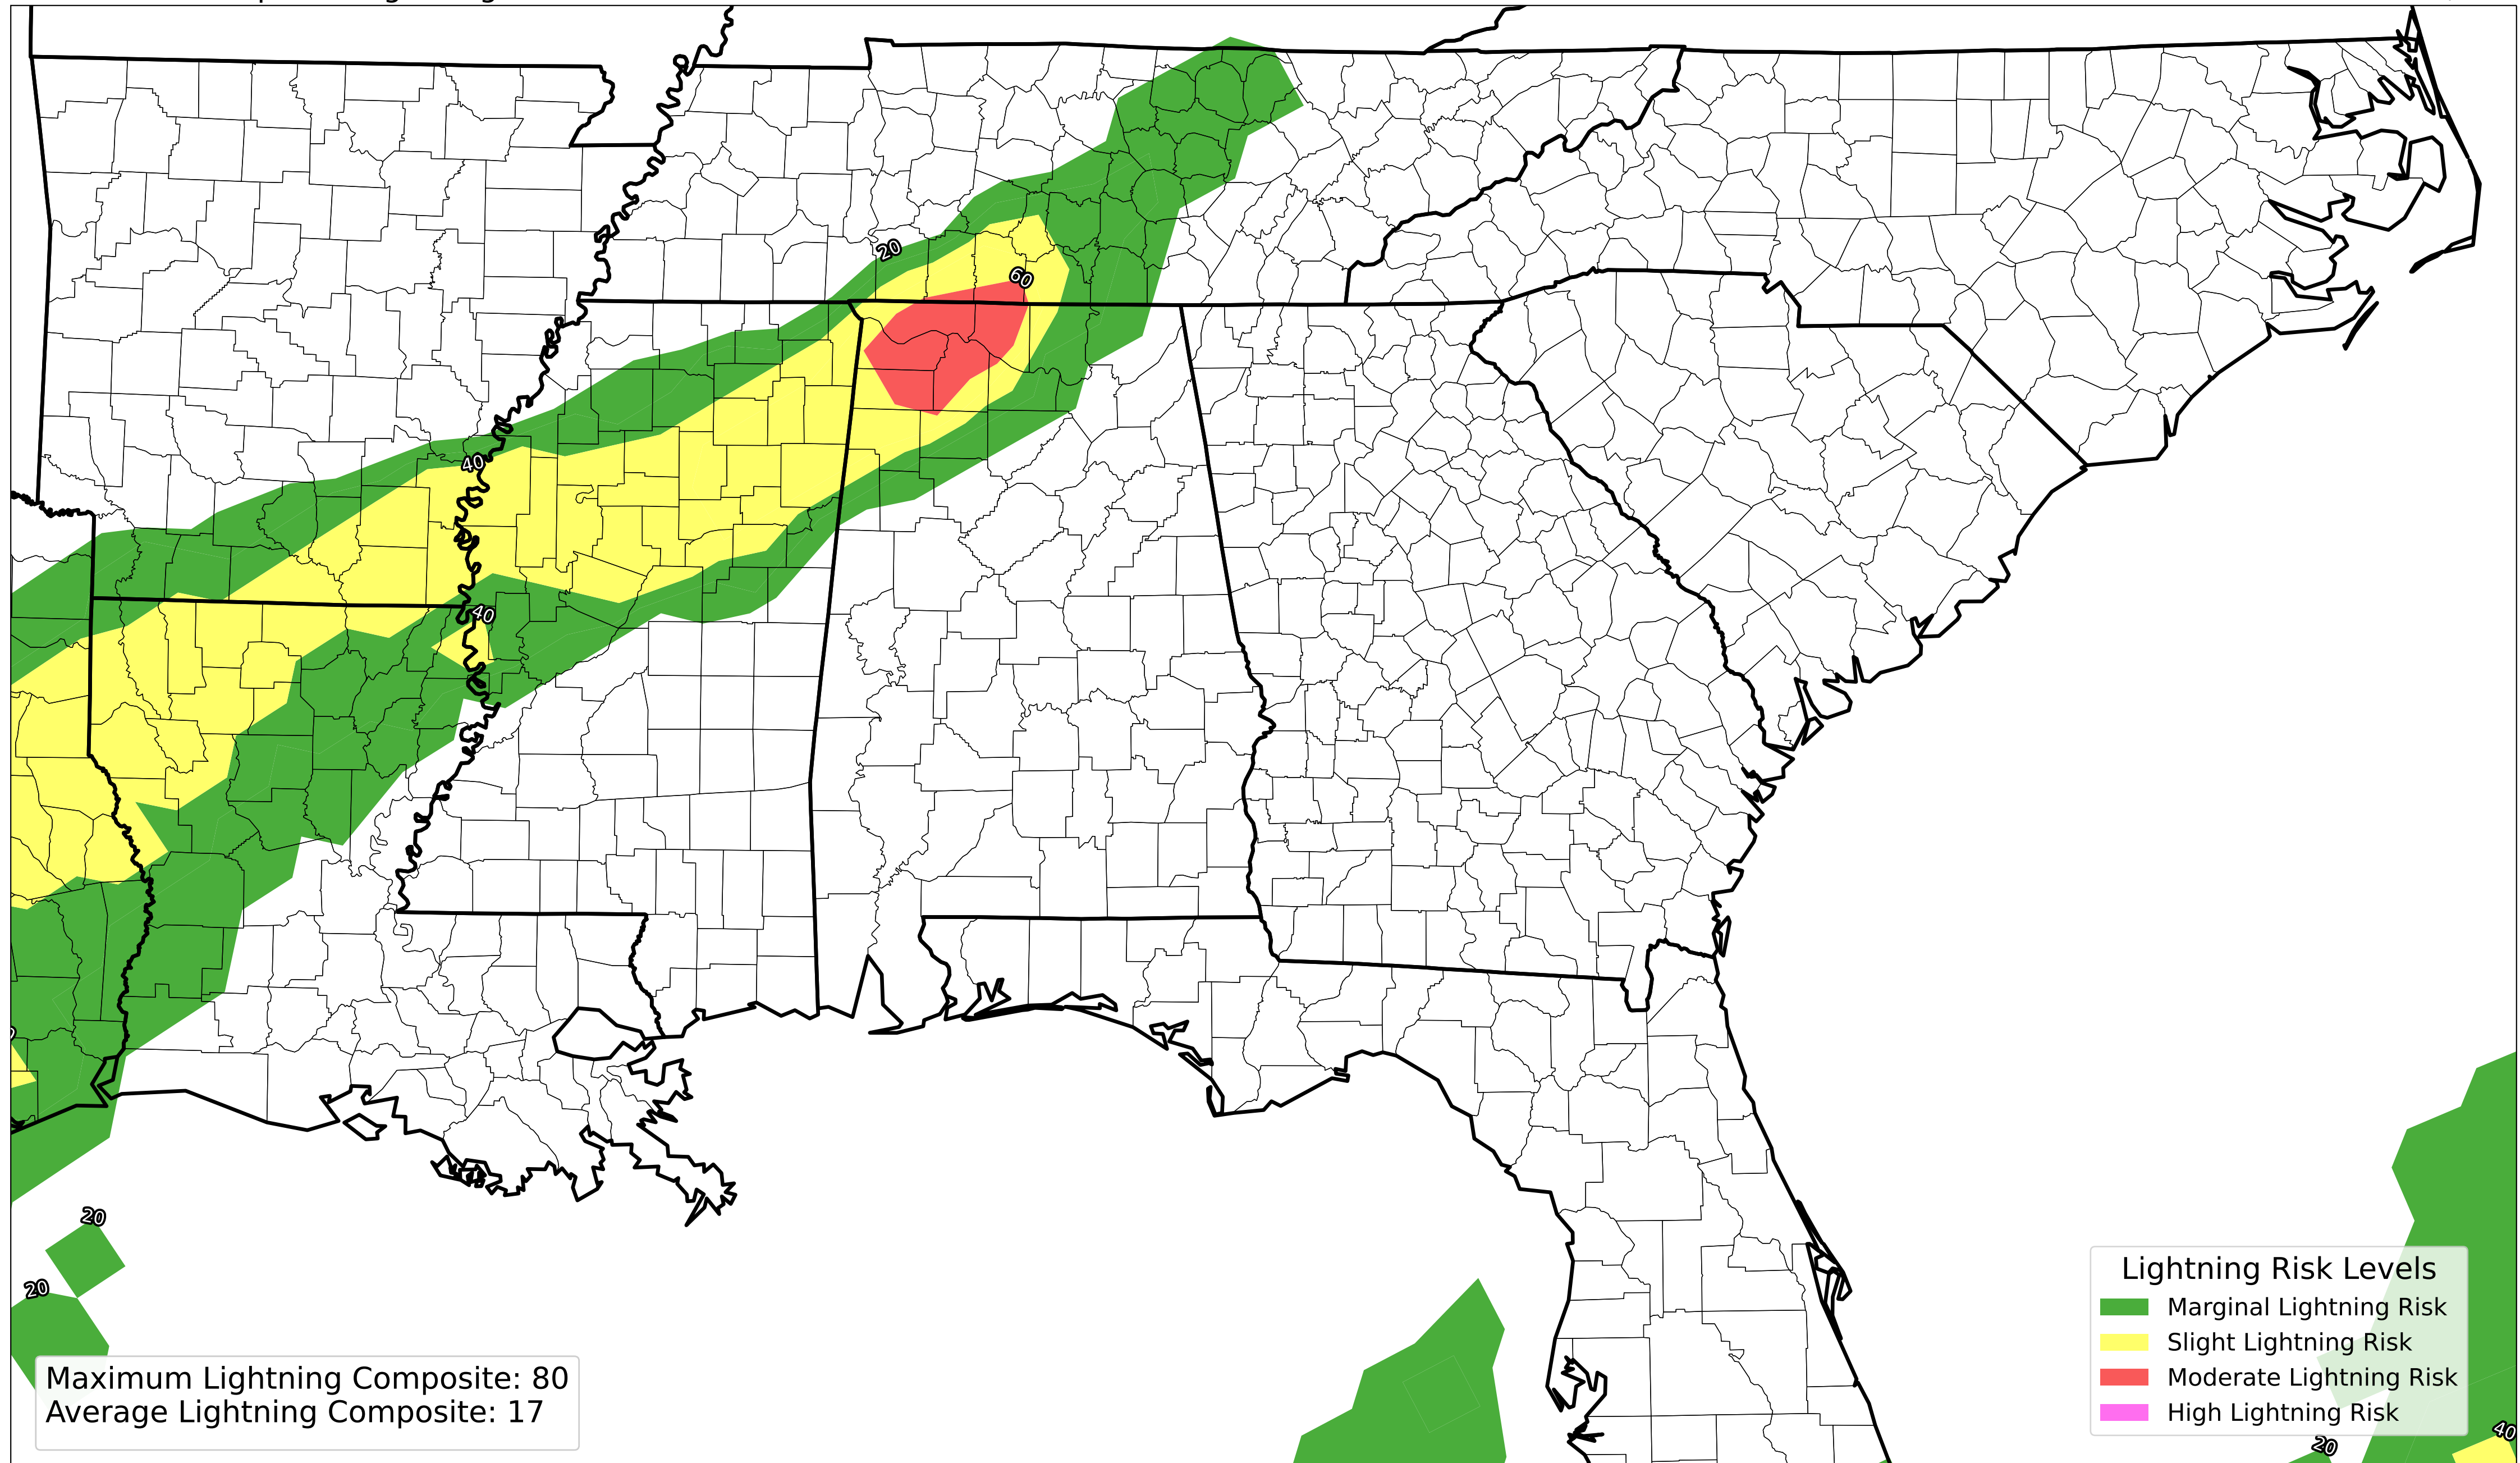 20
60
40
40
20
20
20
40
Lightning Risk Levels
Marginal Lightning Risk
Slight Lightning Risk
Moderate Lightning Risk
High Lightning Risk
Maximum Lightning Composite: 80
Average Lightning Composite: 17